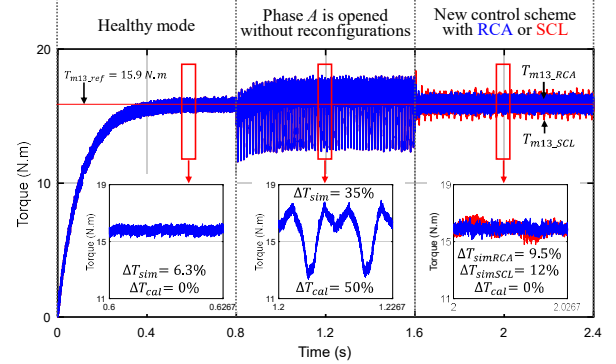 Healthy mode
Phase A is opened
without reconfigurations
New control scheme
with RCA or SCL
20
10
0
Torque (N.m)
T_m13_ref = 15.9 N.m
T_m13_RCA
T_m13_SCL
19
15
11
Torque (N.m)
ΔT_sim = 6.3%
ΔT_cal = 0%
0.6
0.6267
19
15
11
Torque (N.m)
ΔT_sim = 35%
ΔT_cal = 50%
1.2
1.2267
19
15
11
Torque (N.m)
ΔT_simRCA = 9.5%
ΔT_simSCL = 12%
ΔT_cal = 0%
2
2.0267
0
0.4
0.8
1.2
1.6
2
2.4
Time (s)